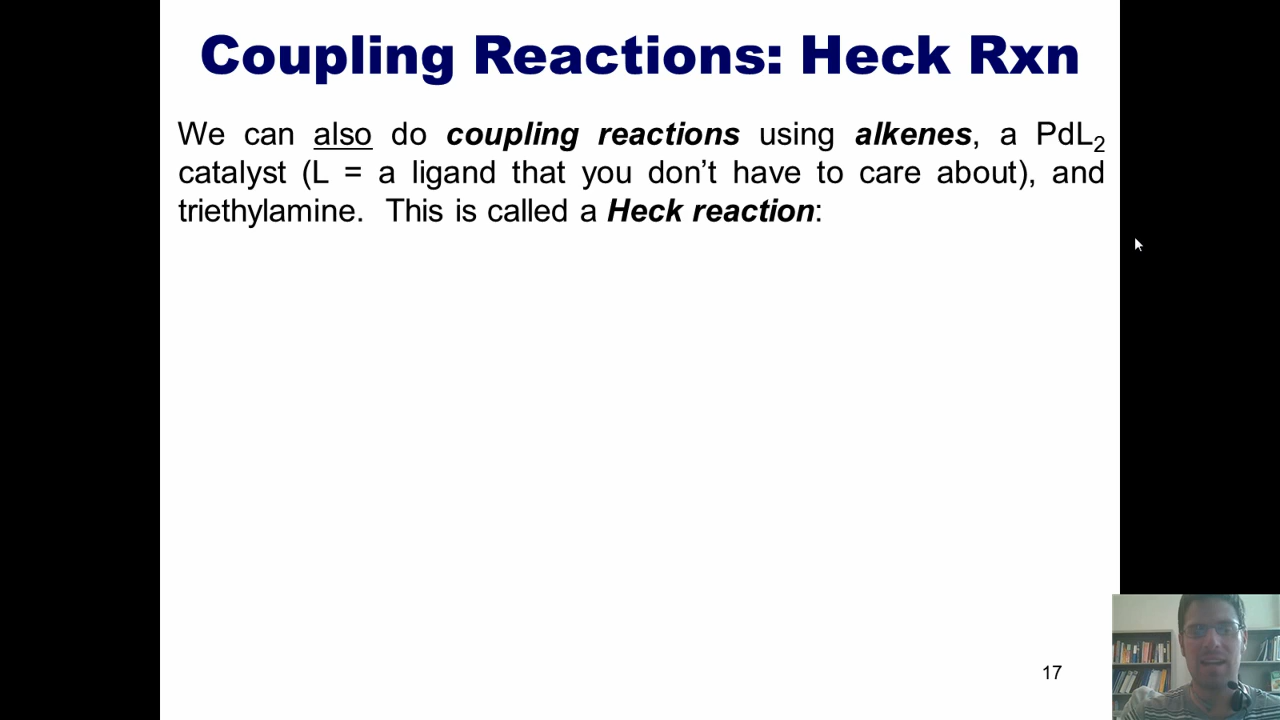 Coupling Reactions: Heck Rxn
We can also do coupling reactions using alkenes, a PdL2
catalyst (L = a ligand that you don’t have to care about), and
triethylamine. This is called a Heck reaction:
17